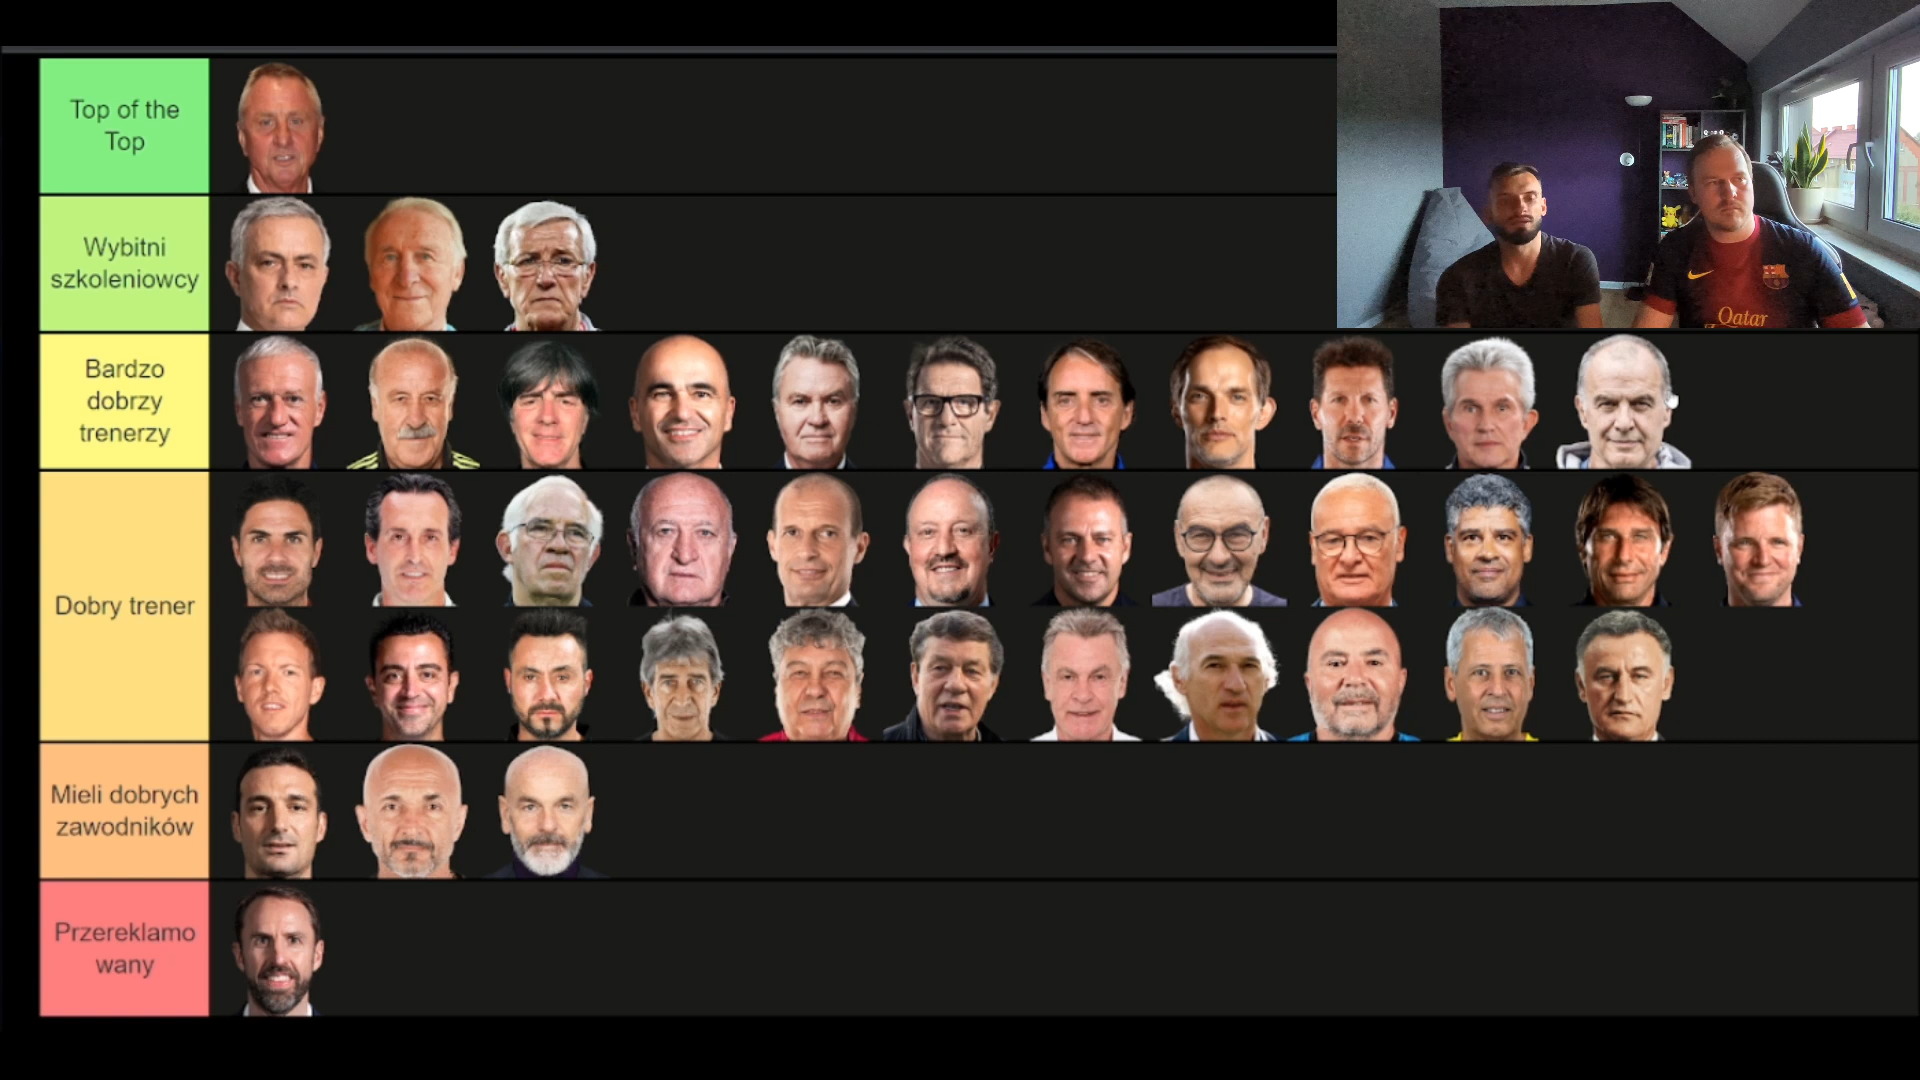 Top of the
Top
Wybitni
szkoleniowcy
Bardzo
dobrzy
trenerzy
Dobry trener
Mieli dobrych
zawodników
Przereklamo
wany
Qatar